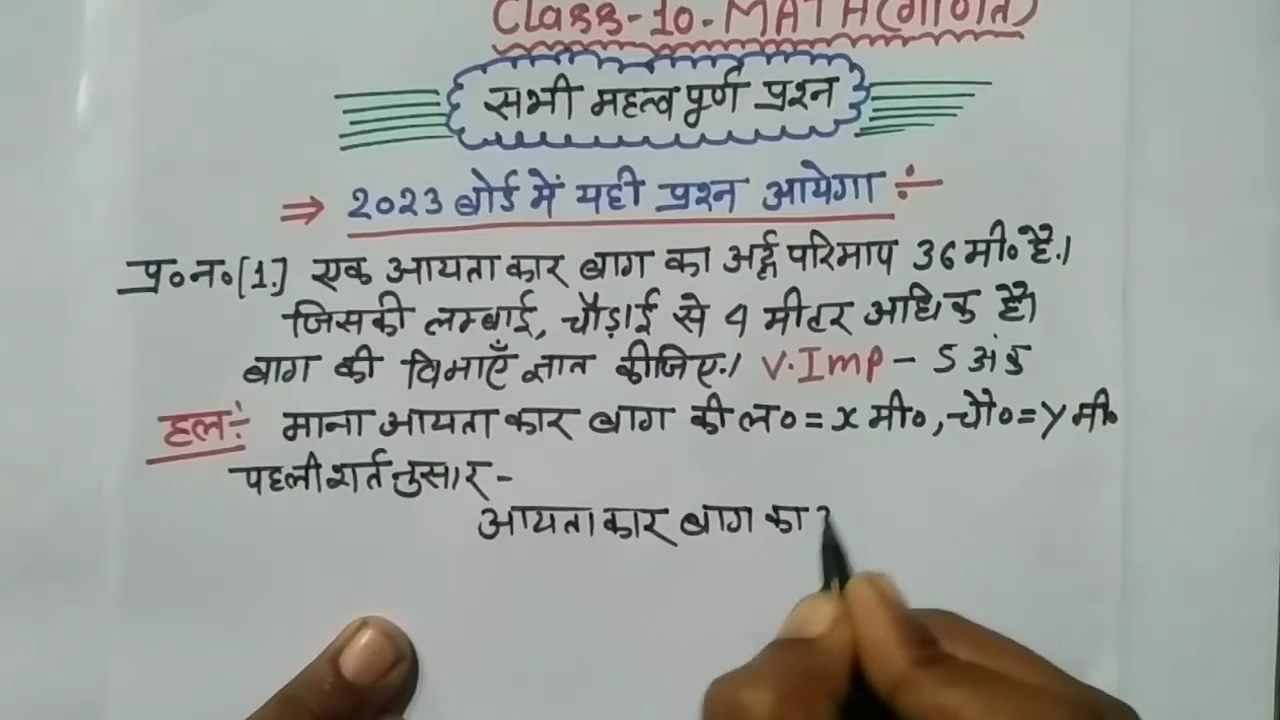 Class-10-MATH(गणित)
सभी महत्वपूर्ण प्रश्न
⇒ 2023 बोर्ड में यही प्रश्न आयेगा ÷
प्र०न०[1.] एक आयताकार बाग का अर्द्ध परिमाप 36 मी० है।
जिसकी लम्बाई, चौड़ाई से 4 मीटर अधिक है।
बाग की विमाएँ ज्ञात कीजिए। V.Imp - 5 अंक
हल÷ माना आयताकार बाग की ल० = x मी०, चौ० = y मी०
पहली शर्तनुसार -
आयताकार बाग का